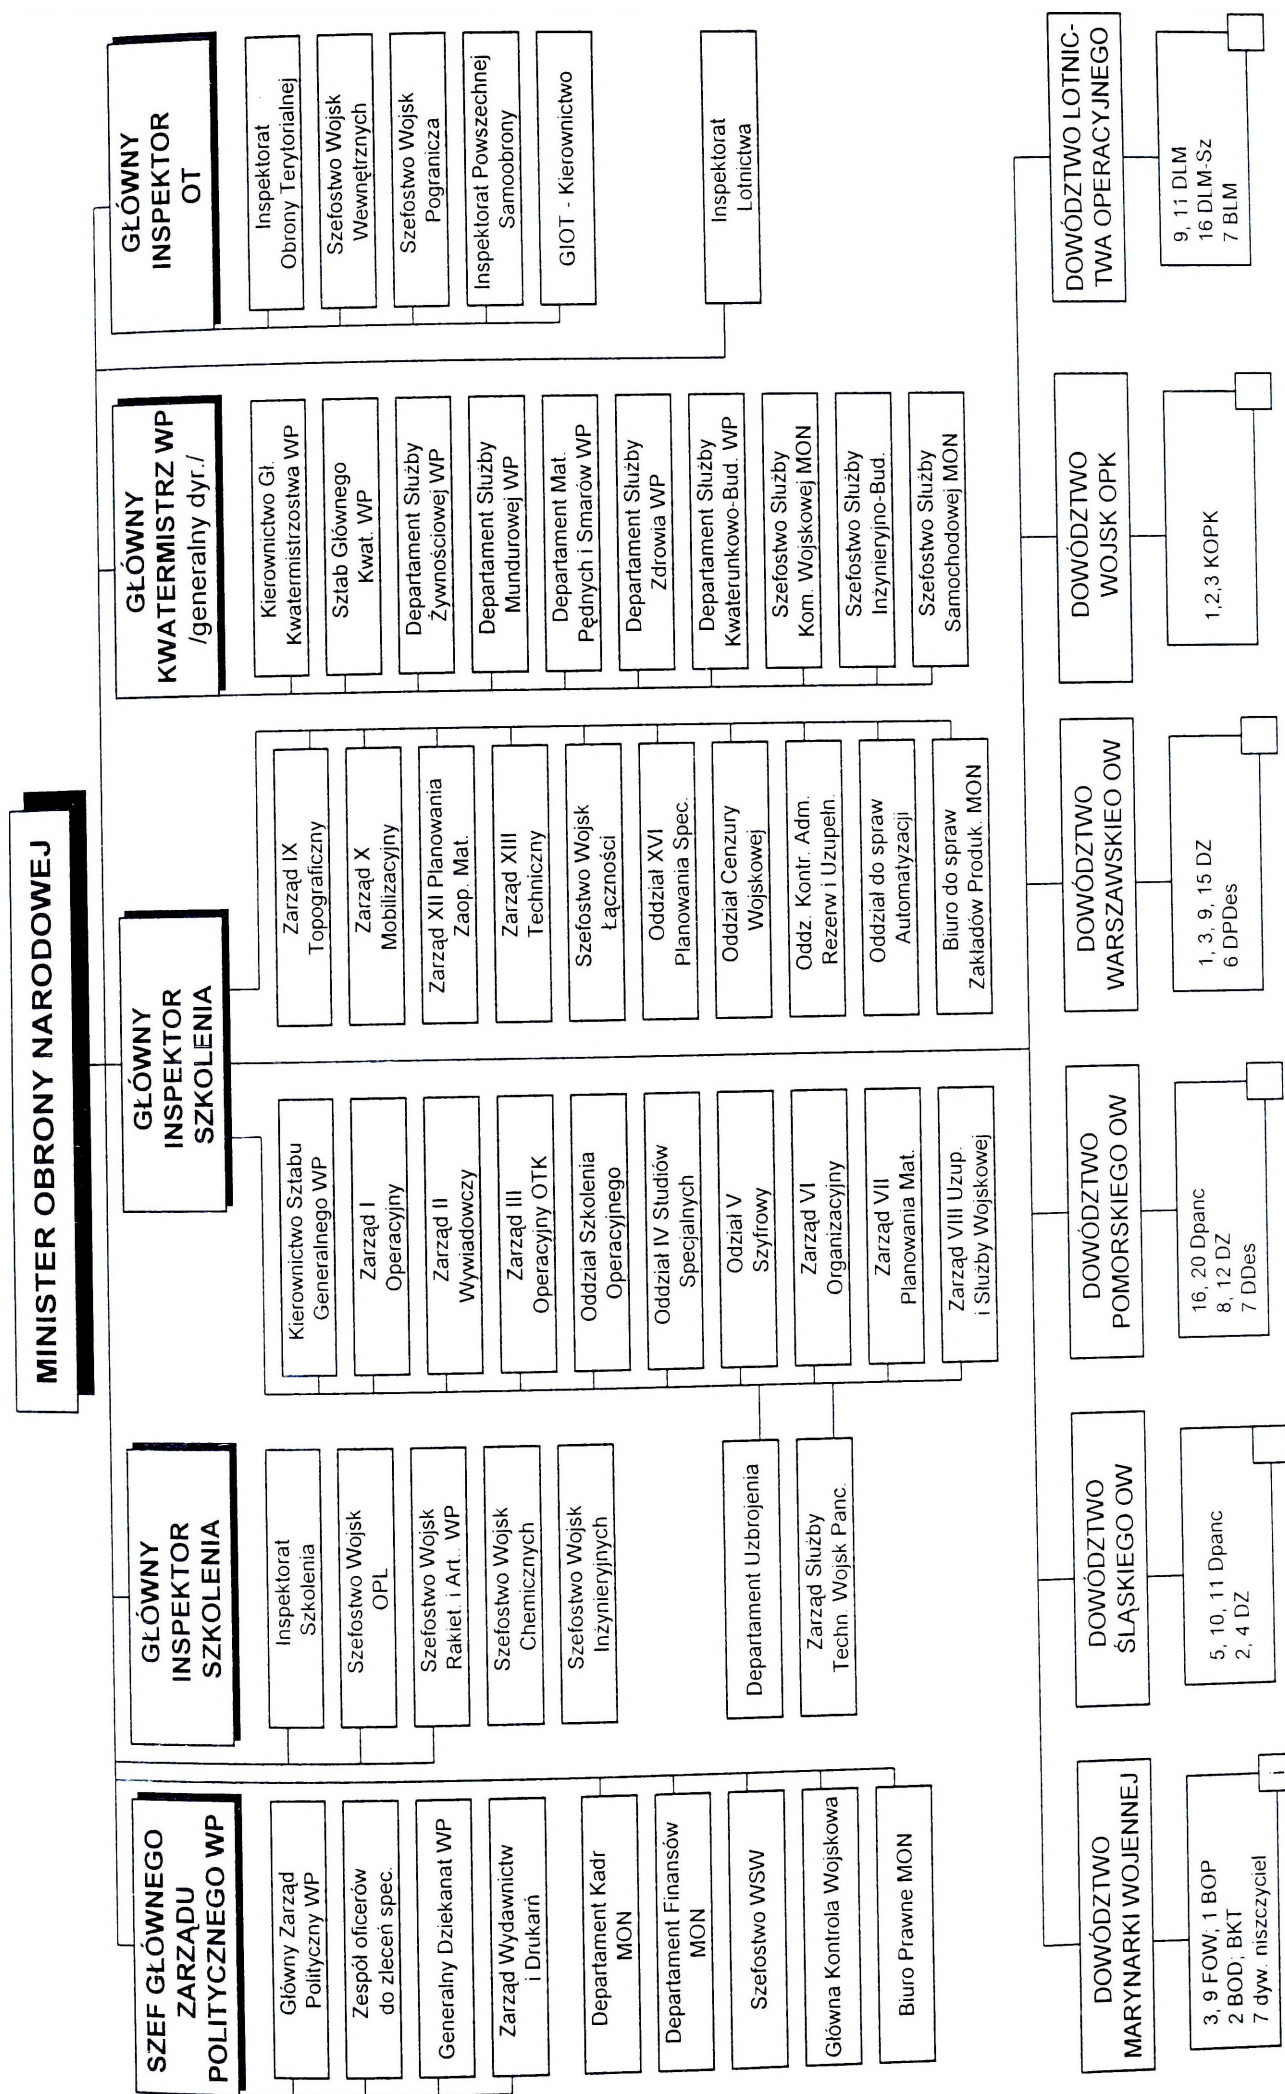 MINISTER OBRONY NARODOWEJ
SZEF GŁÓWNEGO
ZARZĄDU
POLITYCZNEGO WP
Główny Zarząd
Polityczny WP
Zespół oficerów
do zleceń spec.
Generalny Dziekanat WP
Zarząd Wydawnictw
i Drukarń
Departament Kadr
MON
Departament Finansów
MON
Szefostwo WSW
Główna Kontrola Wojskowa
Biuro Prawne MON
GŁÓWNY
INSPEKTOR
SZKOLENIA
Inspektorat
Szkolenia
Szefostwo Wojsk
OPL
Szefostwo Wojsk
Rakiet. i Art.. WP
Szefostwo Wojsk
Chemicznych
Szefostwo Wojsk
Inżynieryjnych
Departament Uzbrojenia
Zarząd Służby
Techn. Wojsk Panc.
GŁÓWNY
INSPEKTOR
SZKOLENIA
Kierownictwo Sztabu
Generalnego WP
Zarząd I
Operacyjny
Zarząd II
Wywiadowczy
Zarząd III
Operacyjny OTK
Oddział Szkolenia
Operacyjnego
Oddział IV Studiów
Specjalnych
Odział V
Szyfrowy
Zarząd VI
Organizacyjny
Zarząd VII
Planowania Mat.
Zarząd VIII Uzup.
i Służby Wojskowej
Zarząd IX
Topograficzny
Zarząd X
Mobilizacyjny
Zarząd XII Planowania
Zaop. Mat.
Zarząd XIII
Techniczny
Szefostwo Wojsk
Łączności
Oddział XVI
Planowania Spec.
Oddział Cenzury
Wojskowej
Oddz. Kontr. Adm.
Rezerw i Uzupełn.
Oddział do spraw
Automatyzacji
Biuro do spraw
Zakładów Produk. MON
GŁÓWNY
KWATERMISTRZ WP
/generalny dyr./
Kierownictwo Gł.
Kwatermistrzostwa WP
Sztab Głównego
Kwat. WP
Departament Służby
Żywnościowej WP
Departament Służby
Mundurowej WP
Departament Mat.
Pędnych i Smarów WP
Departament Służby
Zdrowia WP
Departament Służby
Kwaterunkowo-Bud. WP
Szefostwo Służby
Kom. Wojskowej MON
Szefostwo Służby
Inżynieryjno-Bud.
Szefostwo Służby
Samochodowej MON
GŁÓWNY
INSPEKTOR
OT
Inspektorat
Obrony Terytorialnej
Szefostwo Wojsk
Wewnętrznych
Szefostwo Wojsk
Pogranicza
Inspektorat Powszechnej
Samoobrony
GIOT - Kierownictwo
Inspektorat
Lotnictwa
DOWÓDZTWO
MARYNARKI WOJENNEJ
3, 9 FOW; 1 BOP
2 BOD; BKT
7 dyw. niszczyciel
i
DOWÓDZTWO
ŚLĄSKIEGO OW
5, 10, 11 Dpanc
2, 4 DZ
DOWÓDZTWO
POMORSKIEGO OW
16, 20 Dpanc
8, 12 DZ
7 DDes
DOWÓDZTWO
WARSZAWSKIEO OW
1, 3, 9, 15 DZ
6 DPDes
DOWÓDZTWO
WOJSK OPK
1,2,3 KOPK
DOWÓDZTWO LOTNIC-
TWA OPERACYJNEGO
9, 11 DLM
16 DLM-Sz
7 BLM